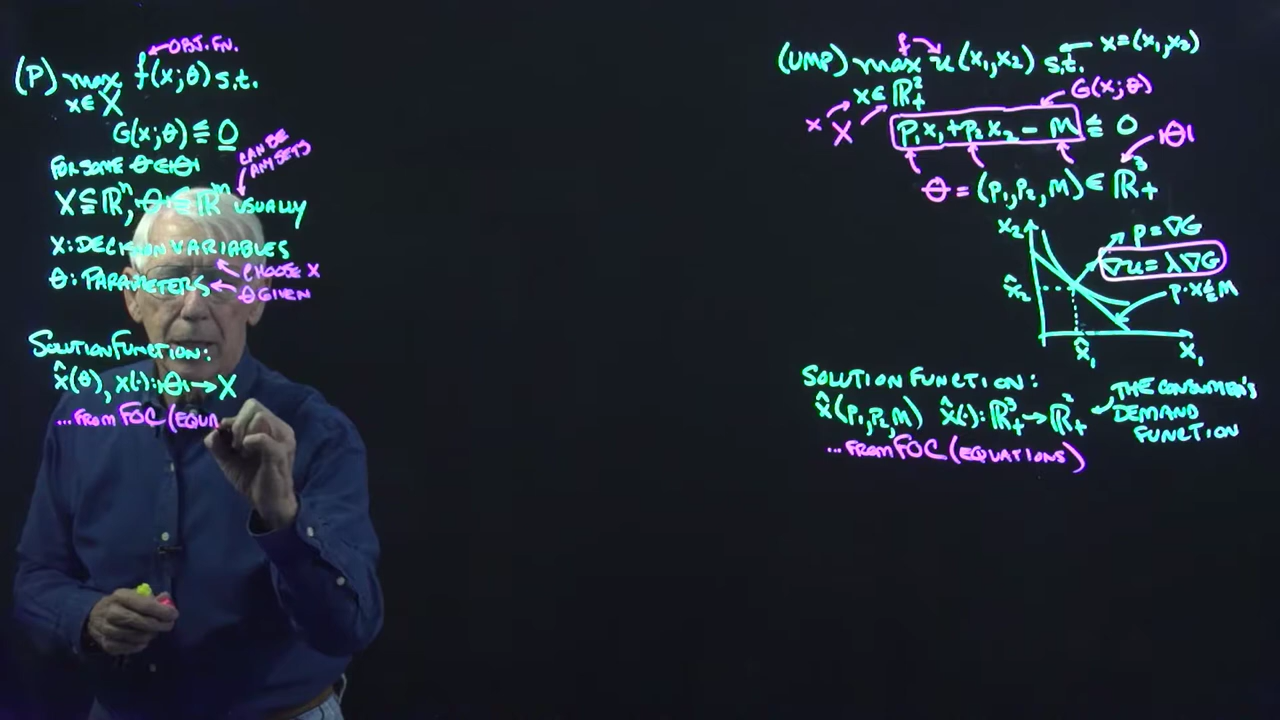 OBJ. FN.
(P) max f(x;θ) s.t.
x∈X
G(x;θ) ≦ 0
FOR SOME θ∈Θ
CAN BE
ANY SETS
X⊆ℝⁿ, Θ⊆ℝᵐ USUALLY
X: DECISION VARIABLES
CHOOSE X
θ: PARAMETERS
θ GIVEN
SOLUTION FUNCTION:
x̂(θ), x(·): Θ→X
...FROM FOC (EQUA
f
(UMP) max u(x₁,x₂) s.t.
x=(x₁,x₂)
x∈ℝ²₊
G(x;θ)
x X
p₁x₁+p₂x₂−M ≦ 0
Θ
θ=(p₁,p₂,M)∈ℝ³₊
x₂
p=∇G
∇u=λ∇G
x̂₂
p·x≦M
x̂₁
x₁
SOLUTION FUNCTION:
x̂(p₁,p₂,M) x̂(·): ℝ³₊→ℝ²₊
THE CONSUMER'S
DEMAND
FUNCTION
...FROM FOC (EQUATIONS)